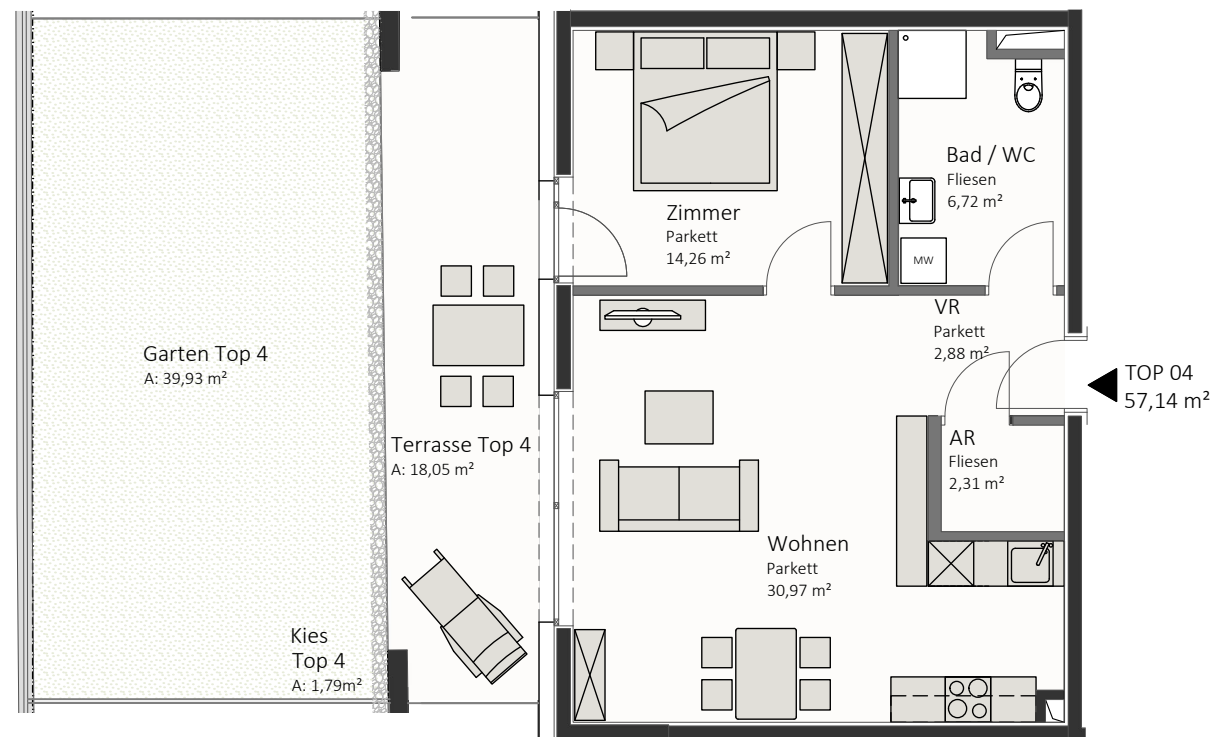 Zimmer
Parkett
14,26 m²
Bad / WC
Fliesen
6,72 m²
MW
VR
Parkett
2,88 m²
Garten Top 4
A: 39,93 m²
TOP 04
57,14 m²
Terrasse Top 4
A: 18,05 m²
AR
Fliesen
2,31 m²
Wohnen
Parkett
30,97 m²
Kies
Top 4
A: 1,79m²